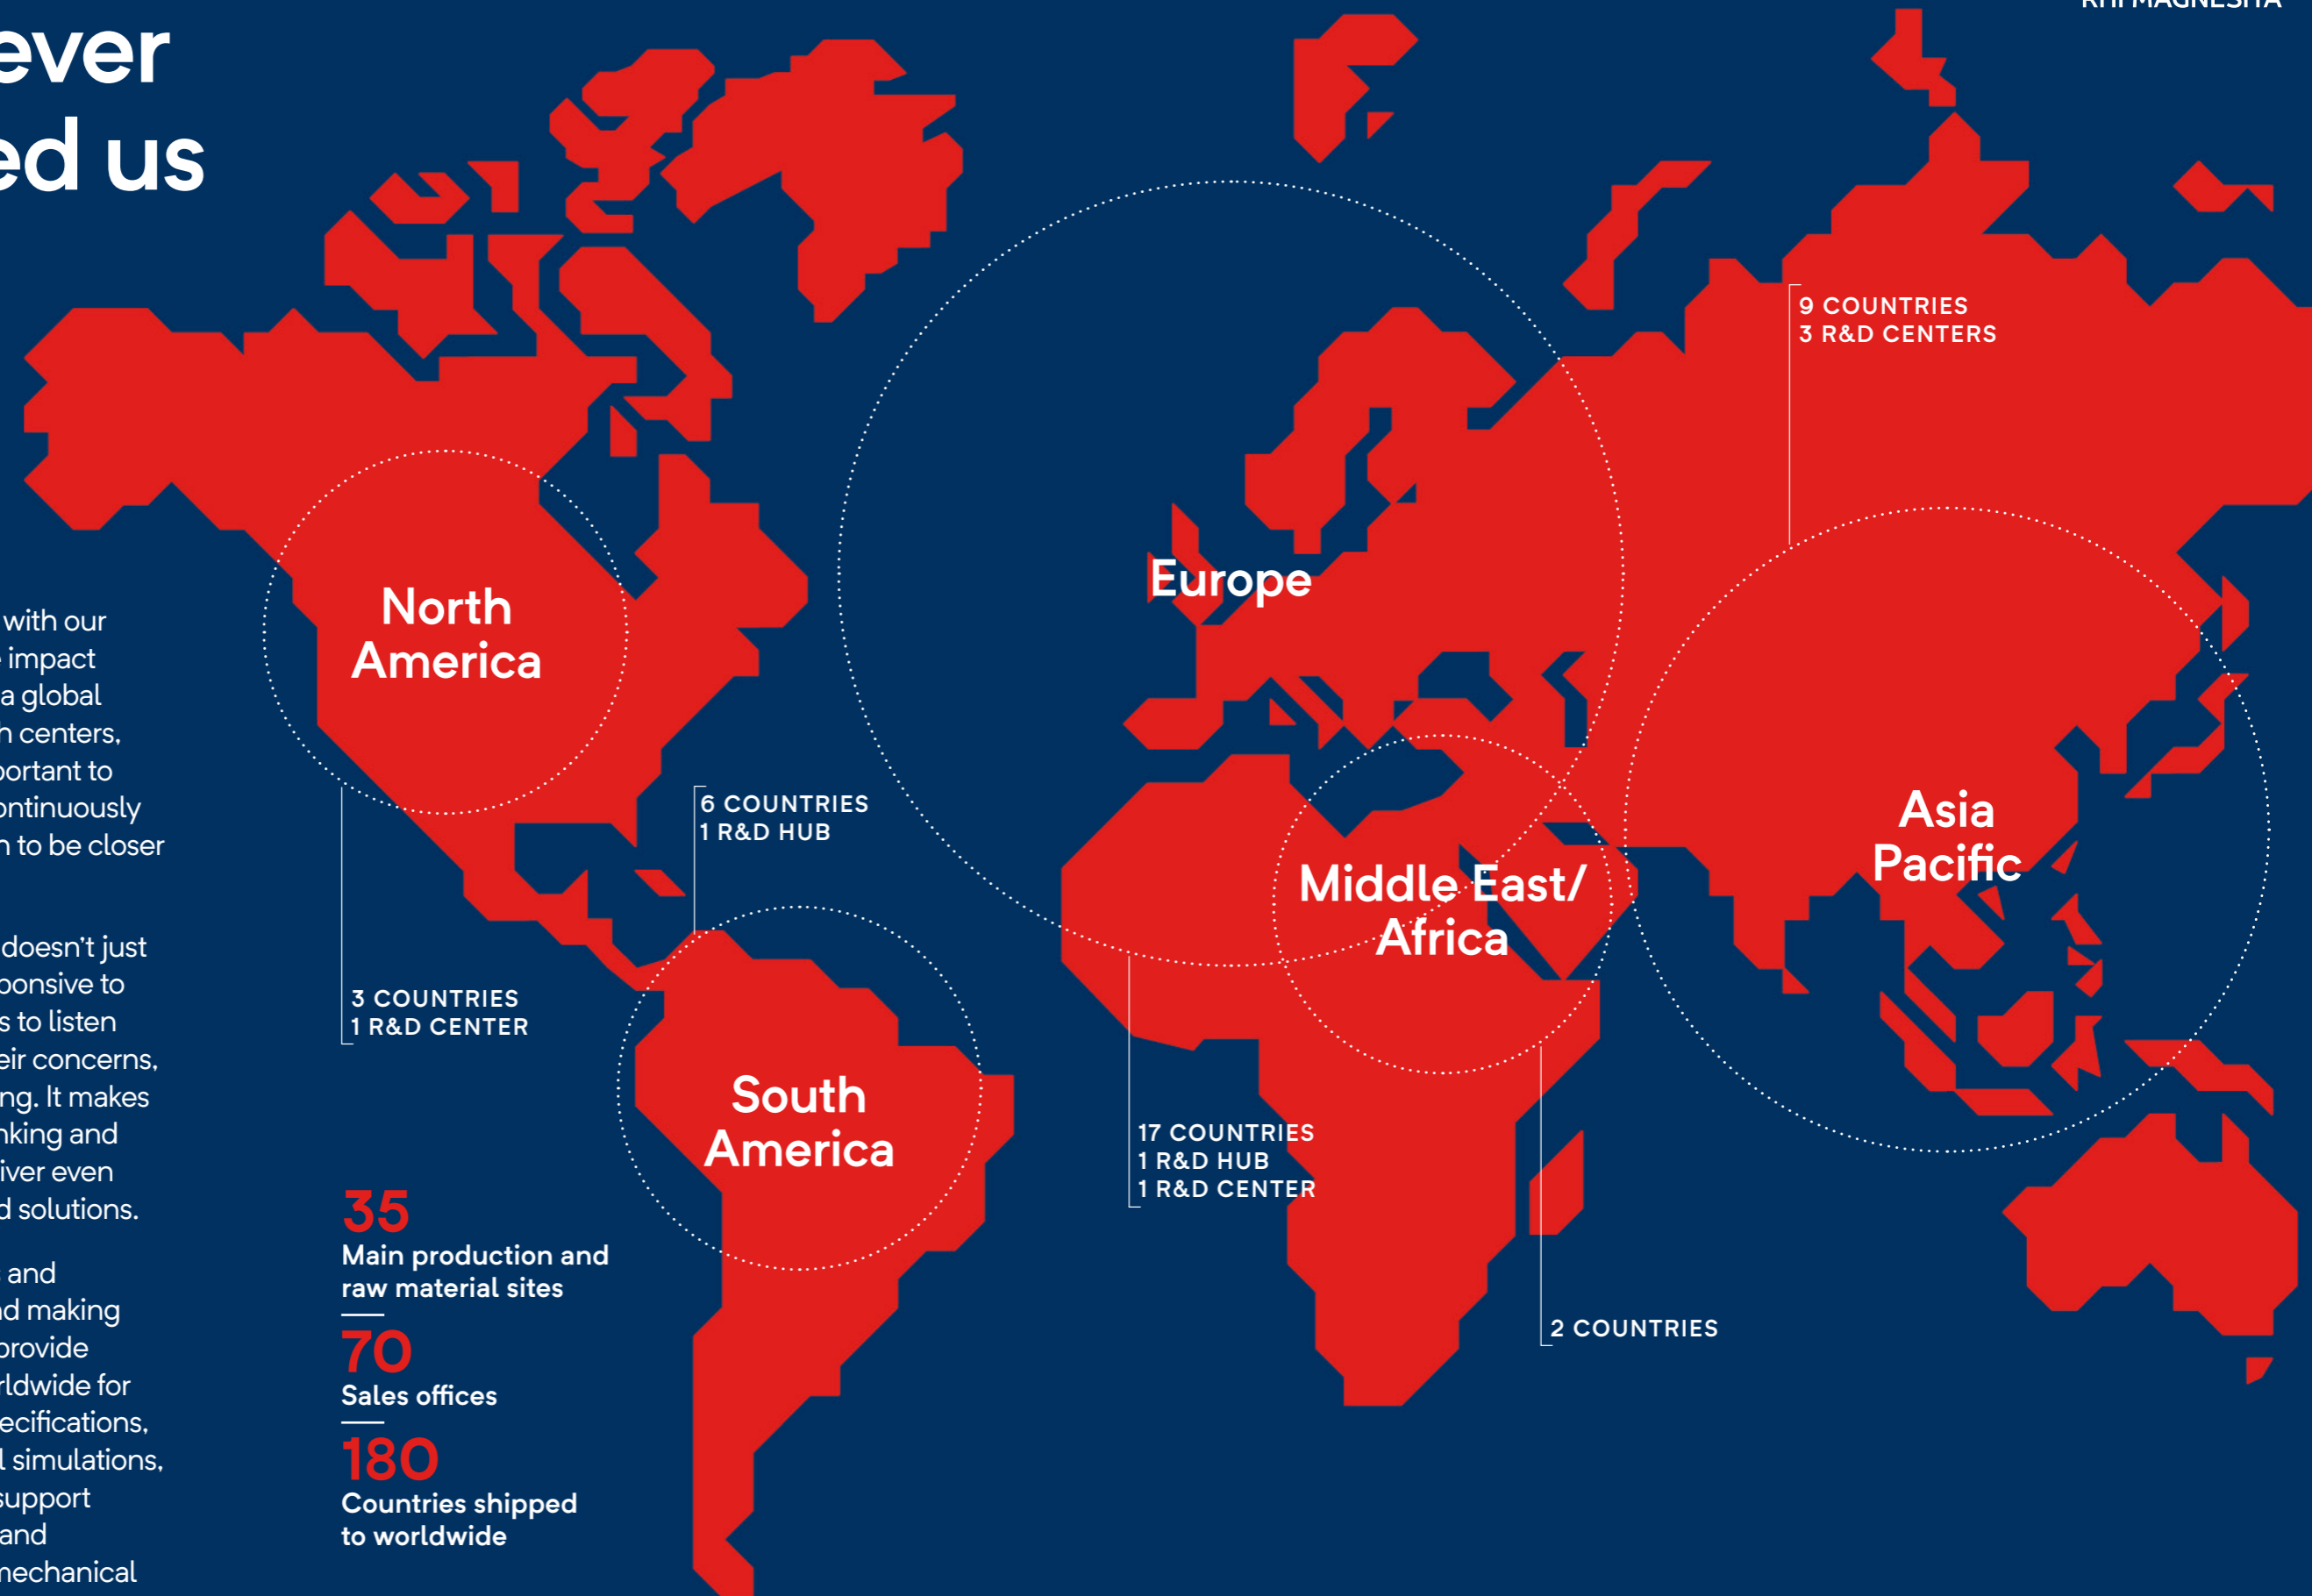 RHI MAGNESITA
ever
ed us
with our
impact
a global
h centers,
portant to
ontinuously
n to be closer
doesn't just
ponsive to
s to listen
eir concerns,
ng. It makes
nking and
iver even
d solutions.
and
nd making
provide
rldwide for
ecifications,
l simulations,
support
and
mechanical
North
America
3 COUNTRIES
1 R&D CENTER
6 COUNTRIES
1 R&D HUB
South
America
Europe
17 COUNTRIES
1 R&D HUB
1 R&D CENTER
Middle East/
Africa
2 COUNTRIES
9 COUNTRIES
3 R&D CENTERS
Asia
Pacific
35
Main production and
raw material sites
70
Sales offices
180
Countries shipped
to worldwide